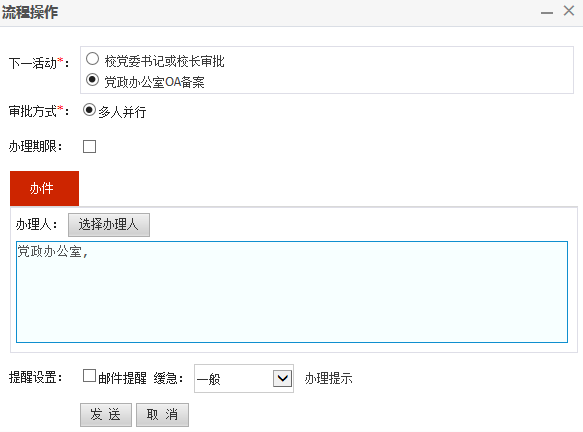 流程操作
下一活动*： 校党委书记或校长审批
党政办公室OA备案
审批方式*： 多人并行
办理期限：
办件
办理人： 选择办理人
党政办公室,
提醒设置： 邮件提醒 缓急： 一般 办理提示
发 送 取 消